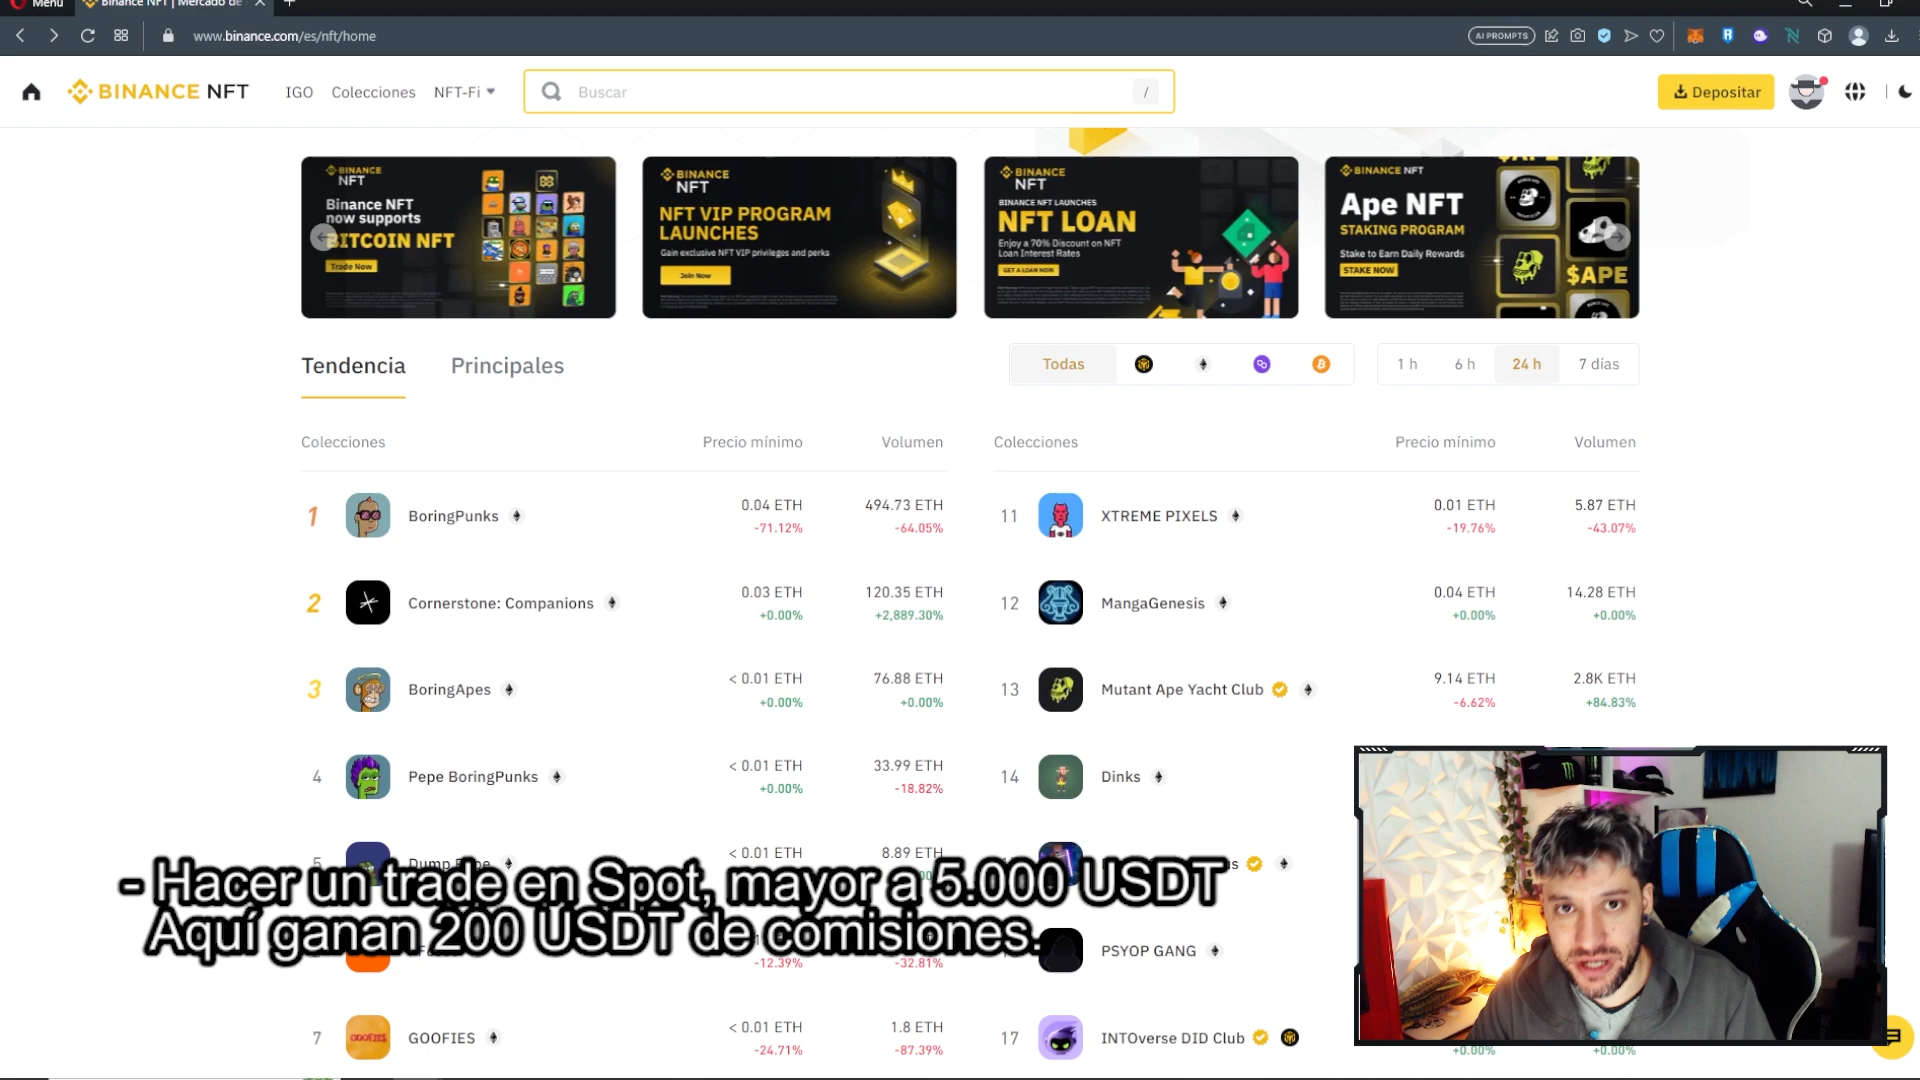 Menú
Binance NFT | Mercado de
www.binance.com/es/nft/home
AI PROMPTS
BINANCE NFT
IGO
Colecciones
NFT-Fi
Buscar
/
Depositar
BINANCE
NFT
Binance NFT
now supports
BITCOIN NFT
Trade Now
BINANCE
NFT
NFT VIP PROGRAM
LAUNCHES
Gain exclusive NFT VIP privileges and perks
Join Now
BINANCE
NFT
BINANCE NFT LAUNCHES
NFT LOAN
Enjoy a 70% Discount on NFT
Loan Interest Rates
GET A LOAN NOW
BINANCE NFT
Ape NFT
STAKING PROGRAM
Stake to Earn Daily Rewards
STAKE NOW
$APE
Tendencia
Principales
Todas
1 h
6 h
24 h
7 días
Colecciones
Precio mínimo
Volumen
Colecciones
Precio mínimo
Volumen
1
BoringPunks
0.04 ETH
-71.12%
494.73 ETH
-64.05%
11
XTREME PIXELS
0.01 ETH
-19.76%
5.87 ETH
-43.07%
2
Cornerstone: Companions
0.03 ETH
+0.00%
120.35 ETH
+2,889.30%
12
MangaGenesis
0.04 ETH
+0.00%
14.28 ETH
+0.00%
3
BoringApes
< 0.01 ETH
+0.00%
76.88 ETH
+0.00%
13
Mutant Ape Yacht Club
9.14 ETH
-6.62%
2.8K ETH
+84.83%
4
Pepe BoringPunks
< 0.01 ETH
+0.00%
33.99 ETH
-18.82%
14
Dinks
< 0.01 ETH
8.89 ETH
- Hacer un trade en Spot, mayor a 5.000 USDT
Aquí ganan 200 USDT de comisiones.
-12.39%
-32.81%
PSYOP GANG
7
GOOFIES
GOOFIES
< 0.01 ETH
-24.71%
1.8 ETH
-87.39%
17
INTOverse DID Club
+0.00%
+0.00%